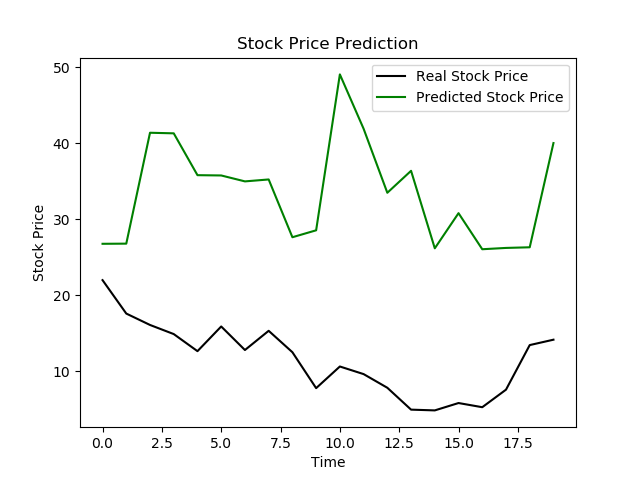 Stock Price Prediction
Real Stock Price
Predicted Stock Price
50
40
30
20
10
Stock Price
0.0 2.5 5.0 7.5 10.0 12.5 15.0 17.5
Time